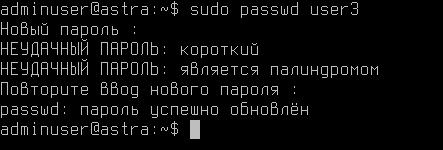 adminuser@astra:~$ sudo passwd user3
Новый пароль :
НЕУДАЧНЫЙ ПАРОЛЬ: короткий
НЕУДАЧНЫЙ ПАРОЛЬ: является палиндромом
Повторите ввод нового пароля :
passwd: пароль успешно обновлён
adminuser@astra:~$